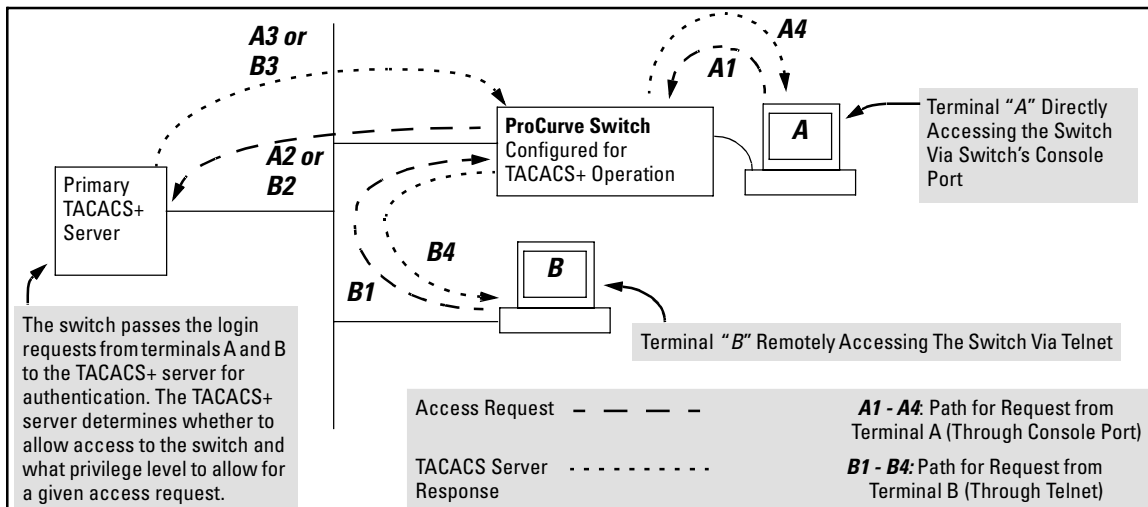 A3 or
B3
A4
A1
ProCurve Switch
Configured for
TACACS+ Operation
A
Terminal “A” Directly
Accessing the Switch
Via Switch’s Console
Port
A2 or
B2
Primary
TACACS+
Server
B4
B1
B
Terminal “B” Remotely Accessing The Switch Via Telnet
The switch passes the login
requests from terminals A and B
to the TACACS+ server for
authentication. The TACACS+
server determines whether to
allow access to the switch and
what privilege level to allow for
a given access request.
Access Request
A1 - A4: Path for Request from
Terminal A (Through Console Port)
TACACS Server
Response
B1 - B4: Path for Request from
Terminal B (Through Telnet)